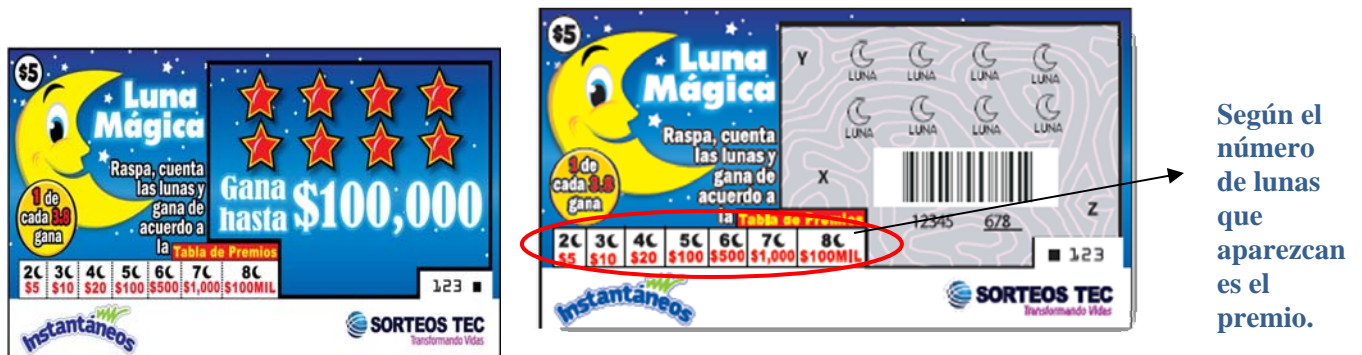 $5
Luna
Mágica
Raspa, cuenta
las lunas y
gana de
acuerdo a
la Tabla de Premios
1 de
cada 3.8
gana
Gana
hasta $100,000
2 3 4 5 6 7 8
$5 $10 $20 $100 $500 $1,000 $100MIL
123
Instantáneos
SORTEOS TEC
Transformando Vidas
$5
Luna
Mágica
Raspa, cuenta
las lunas y
gana de
acuerdo a
la Tabla de Premios
1 de
cada 3.8
gana
Y
LUNA LUNA LUNA LUNA
LUNA LUNA LUNA LUNA
X
12345 678
Z
2 3 4 5 6 7 8
$5 $10 $20 $100 $500 $1,000 $100MIL
123
Instantáneos
SORTEOS TEC
Transformando Vidas
Según el
número
de lunas
que
aparezcan
es el
premio.